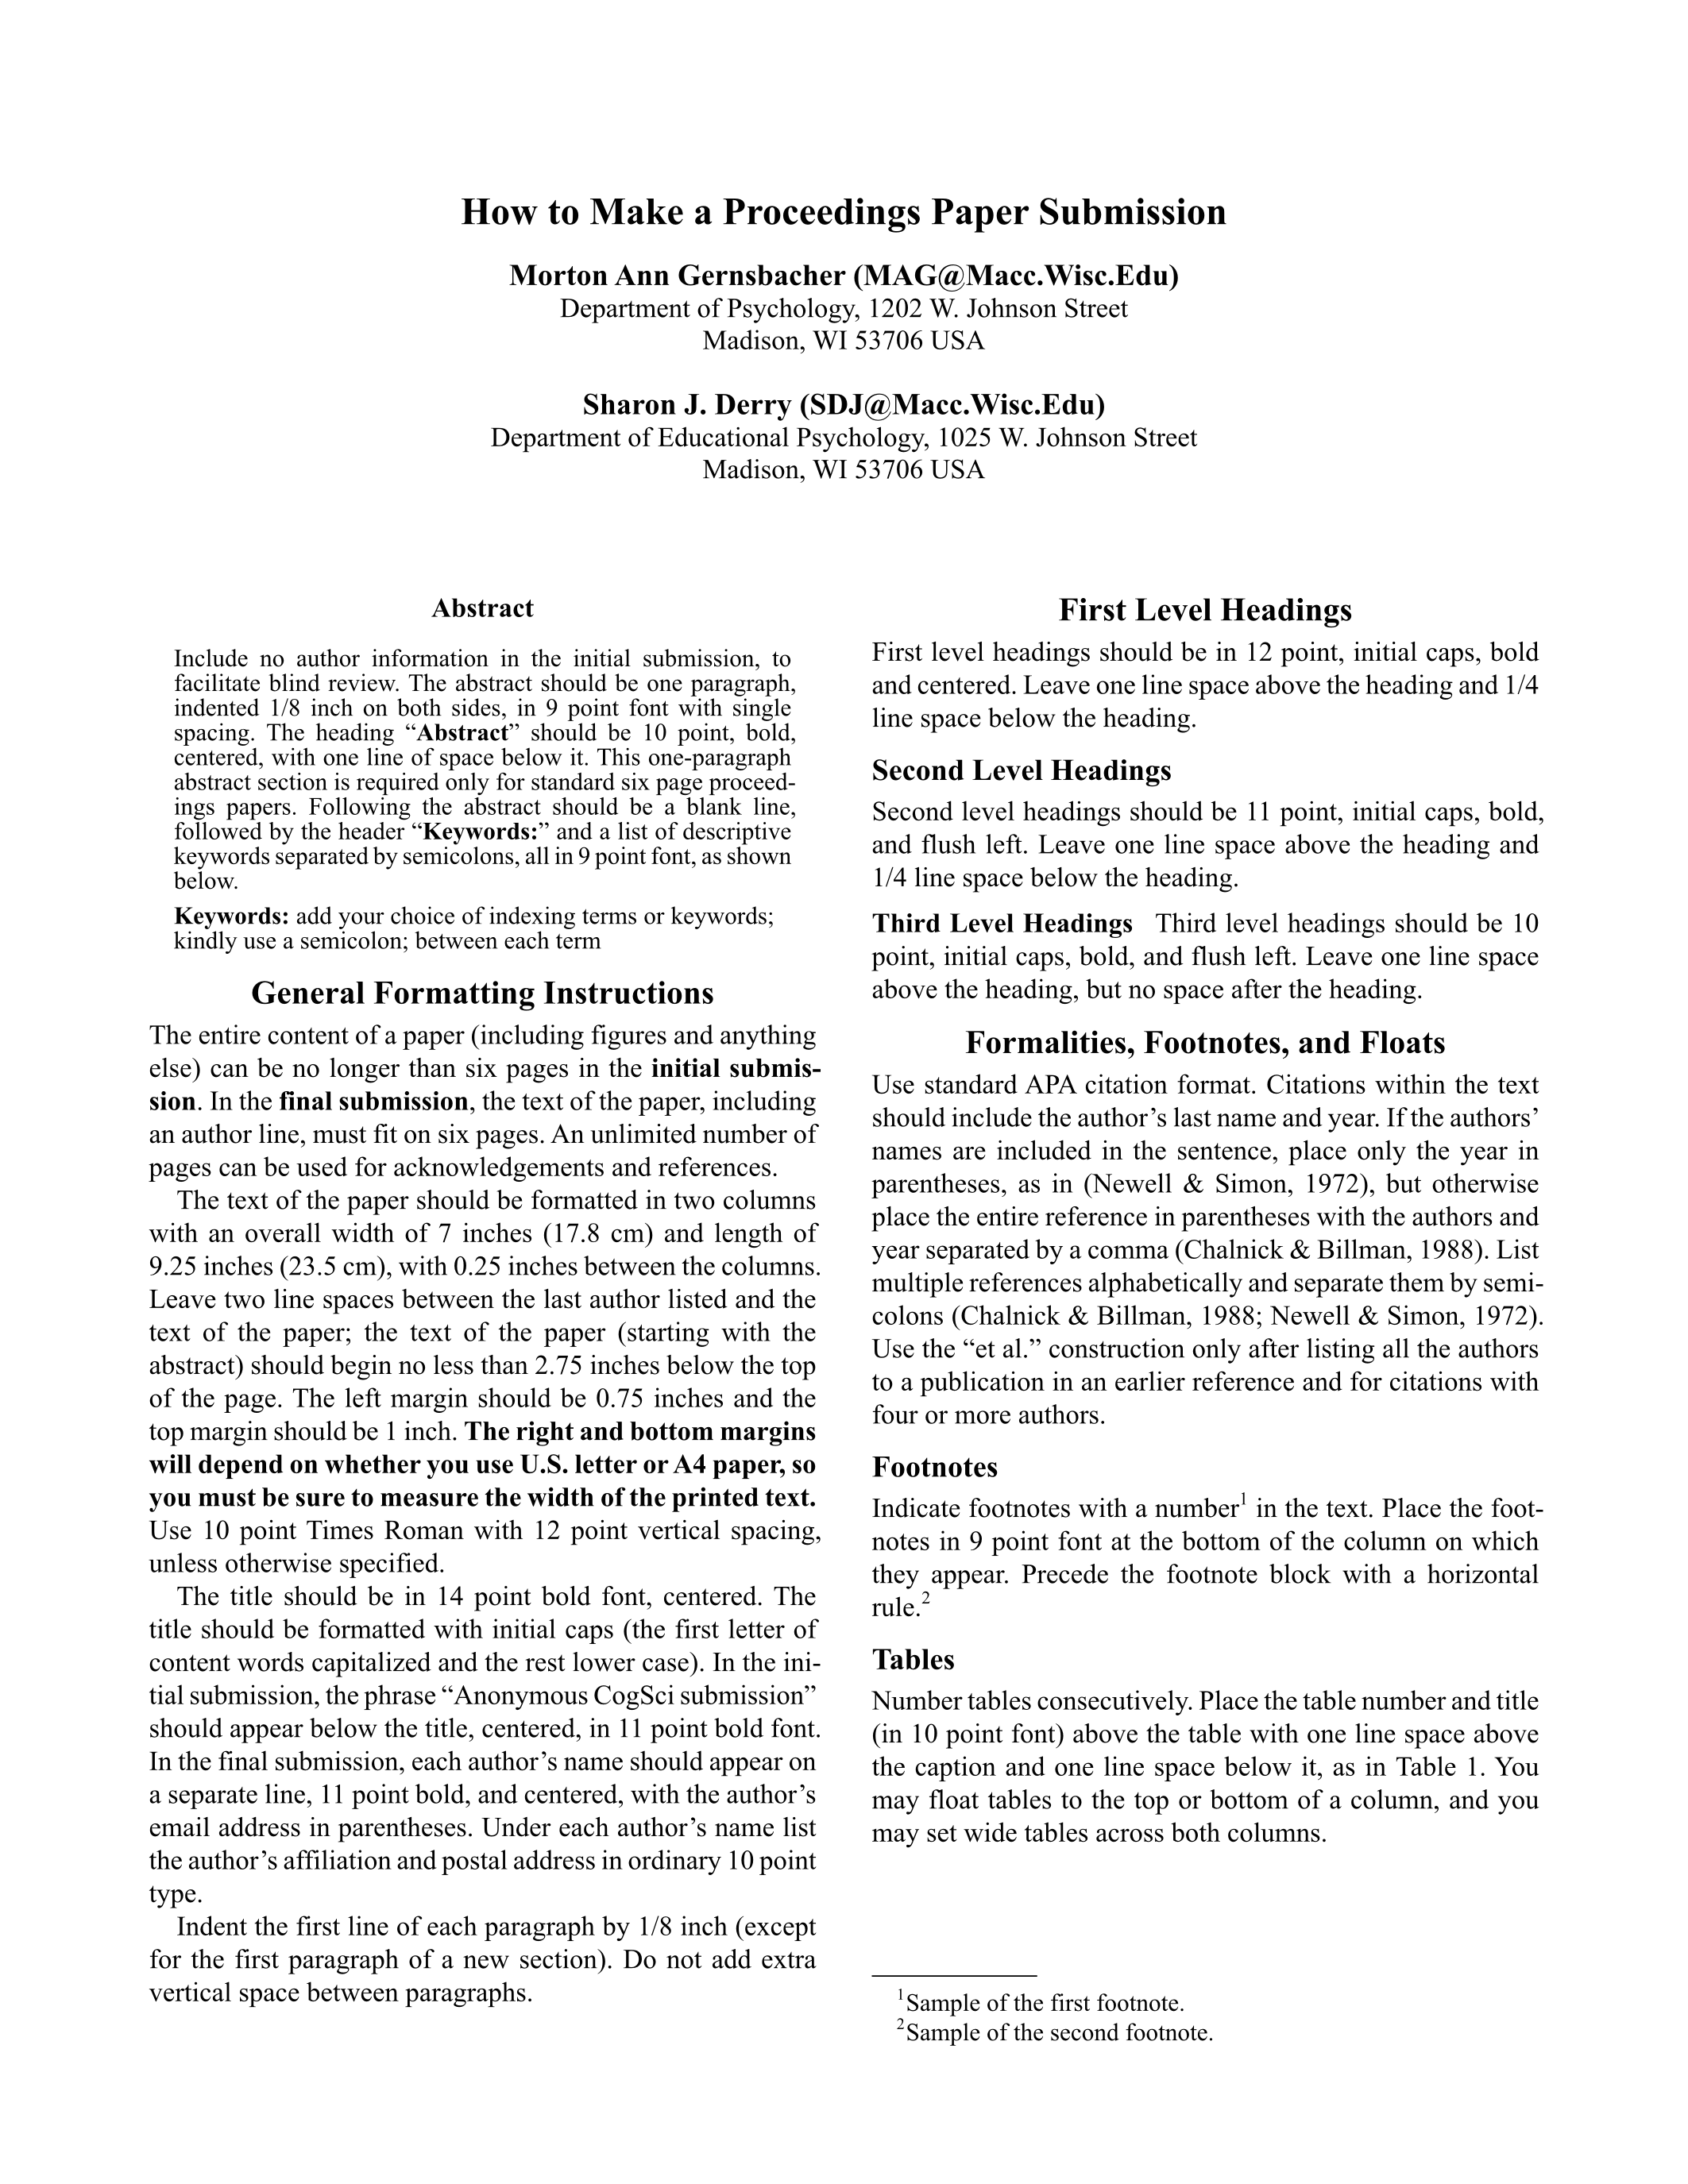 How to Make a Proceedings Paper Submission
Morton Ann Gernsbacher (MAG@Macc.Wisc.Edu)
Department of Psychology, 1202 W. Johnson Street
Madison, WI 53706 USA
Sharon J. Derry (SDJ@Macc.Wisc.Edu)
Department of Educational Psychology, 1025 W. Johnson Street
Madison, WI 53706 USA
Abstract
Include no author information in the initial submission, to
facilitate blind review. The abstract should be one paragraph,
indented 1/8 inch on both sides, in 9 point font with single
spacing. The heading “Abstract” should be 10 point, bold,
centered, with one line of space below it. This one-paragraph
abstract section is required only for standard six page proceed-
ings papers. Following the abstract should be a blank line,
followed by the header “Keywords:” and a list of descriptive
keywords separated by semicolons, all in 9 point font, as shown
below.
Keywords: add your choice of indexing terms or keywords;
kindly use a semicolon; between each term
General Formatting Instructions
The entire content of a paper (including figures and anything
else) can be no longer than six pages in the initial submis-
sion. In the final submission, the text of the paper, including
an author line, must fit on six pages. An unlimited number of
pages can be used for acknowledgements and references.
The text of the paper should be formatted in two columns
with an overall width of 7 inches (17.8 cm) and length of
9.25 inches (23.5 cm), with 0.25 inches between the columns.
Leave two line spaces between the last author listed and the
text of the paper; the text of the paper (starting with the
abstract) should begin no less than 2.75 inches below the top
of the page. The left margin should be 0.75 inches and the
top margin should be 1 inch. The right and bottom margins
will depend on whether you use U.S. letter or A4 paper, so
you must be sure to measure the width of the printed text.
Use 10 point Times Roman with 12 point vertical spacing,
unless otherwise specified.
The title should be in 14 point bold font, centered. The
title should be formatted with initial caps (the first letter of
content words capitalized and the rest lower case). In the ini-
tial submission, the phrase “Anonymous CogSci submission”
should appear below the title, centered, in 11 point bold font.
In the final submission, each author’s name should appear on
a separate line, 11 point bold, and centered, with the author’s
email address in parentheses. Under each author’s name list
the author’s affiliation and postal address in ordinary 10 point
type.
Indent the first line of each paragraph by 1/8 inch (except
for the first paragraph of a new section). Do not add extra
vertical space between paragraphs.
First Level Headings
First level headings should be in 12 point, initial caps, bold
and centered. Leave one line space above the heading and 1/4
line space below the heading.
Second Level Headings
Second level headings should be 11 point, initial caps, bold,
and flush left. Leave one line space above the heading and
1/4 line space below the heading.
Third Level Headings Third level headings should be 10
point, initial caps, bold, and flush left. Leave one line space
above the heading, but no space after the heading.
Formalities, Footnotes, and Floats
Use standard APA citation format. Citations within the text
should include the author’s last name and year. If the authors’
names are included in the sentence, place only the year in
parentheses, as in (Newell & Simon, 1972), but otherwise
place the entire reference in parentheses with the authors and
year separated by a comma (Chalnick & Billman, 1988). List
multiple references alphabetically and separate them by semi-
colons (Chalnick & Billman, 1988; Newell & Simon, 1972).
Use the “et al.” construction only after listing all the authors
to a publication in an earlier reference and for citations with
four or more authors.
Footnotes
Indicate footnotes with a number1 in the text. Place the foot-
notes in 9 point font at the bottom of the column on which
they appear. Precede the footnote block with a horizontal
rule.2
Tables
Number tables consecutively. Place the table number and title
(in 10 point font) above the table with one line space above
the caption and one line space below it, as in Table 1. You
may float tables to the top or bottom of a column, and you
may set wide tables across both columns.
1Sample of the first footnote.
2Sample of the second footnote.